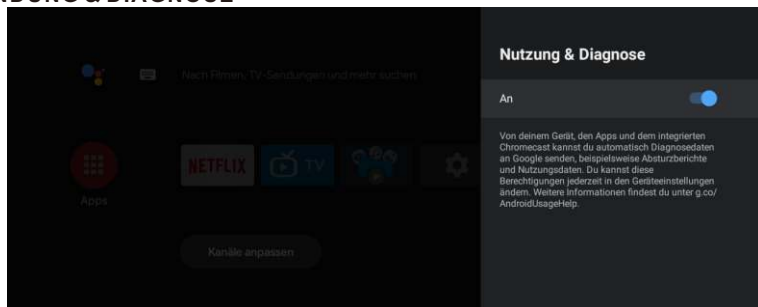 Nutzung & Diagnose
Nach Filmen, TV-Sendungen und mehr suchen
An
Von deinem Gerät, den Apps und dem integrierten
Chromecast kannst du automatisch Diagnosedaten
an Google senden, beispielsweise Absturzberichte
und Nutzungsdaten. Du kannst diese
Berechtigungen jederzeit in den Geräteeinstellungen
ändern. Weitere Informationen findest du unter g.co/
AndroidUsageHelp.
NETFLIX
TV
Apps
Kanäle anpassen